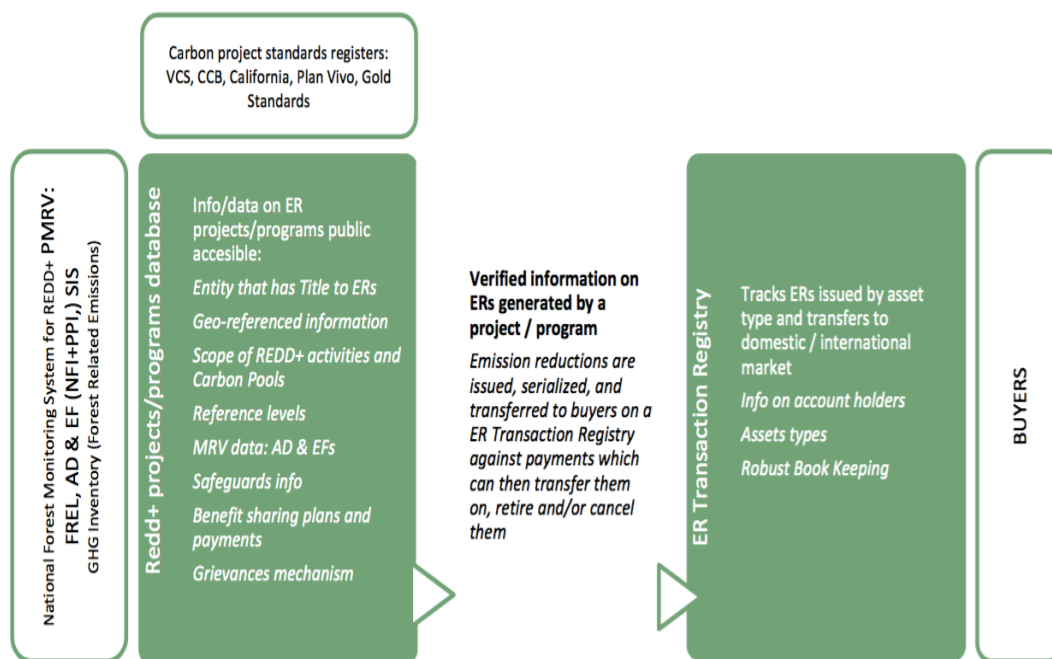 Carbon project standards registers:
VCS, CCB, California, Plan Vivo, Gold
Standards
National Forest Monitoring System for REDD+ PMRV:
FREL, AD & EF (NFI+PPI,) SIS
GHG Inventory (Forest Related Emissions)
Redd+ projects/programs database
Info/data on ER
projects/programs public
accesible:
Entity that has Title to ERs
Geo-referenced information
Scope of REDD+ activities and
Carbon Pools
Reference levels
MRV data: AD & EFs
Safeguards info
Benefit sharing plans and
payments
Grievances mechanism
Verified information on
ERs generated by a
project / program
Emission reductions are
issued, serialized, and
transferred to buyers on a
ER Transaction Registry
against payments which
can then transfer them
on, retire and/or cancel
them
ER Transaction Registry
Tracks ERs issued by asset
type and transfers to
domestic / international
market
Info on account holders
Assets types
Robust Book Keeping
BUYERS